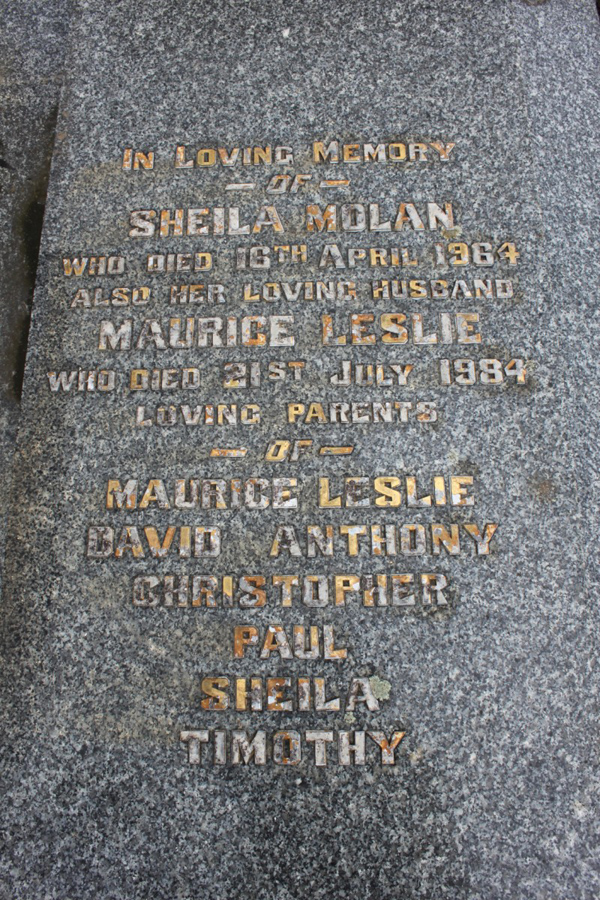 IN LOVING MEMORY
— OF —
SHEILA MOLAN
WHO DIED 16TH APRIL 1964
ALSO HER LOVING HUSBAND
MAURICE LESLIE
WHO DIED 21ST JULY 1984
LOVING PARENTS
— OF —
MAURICE LESLIE
DAVID ANTHONY
CHRISTOPHER
PAUL
SHEILA
TIMOTHY